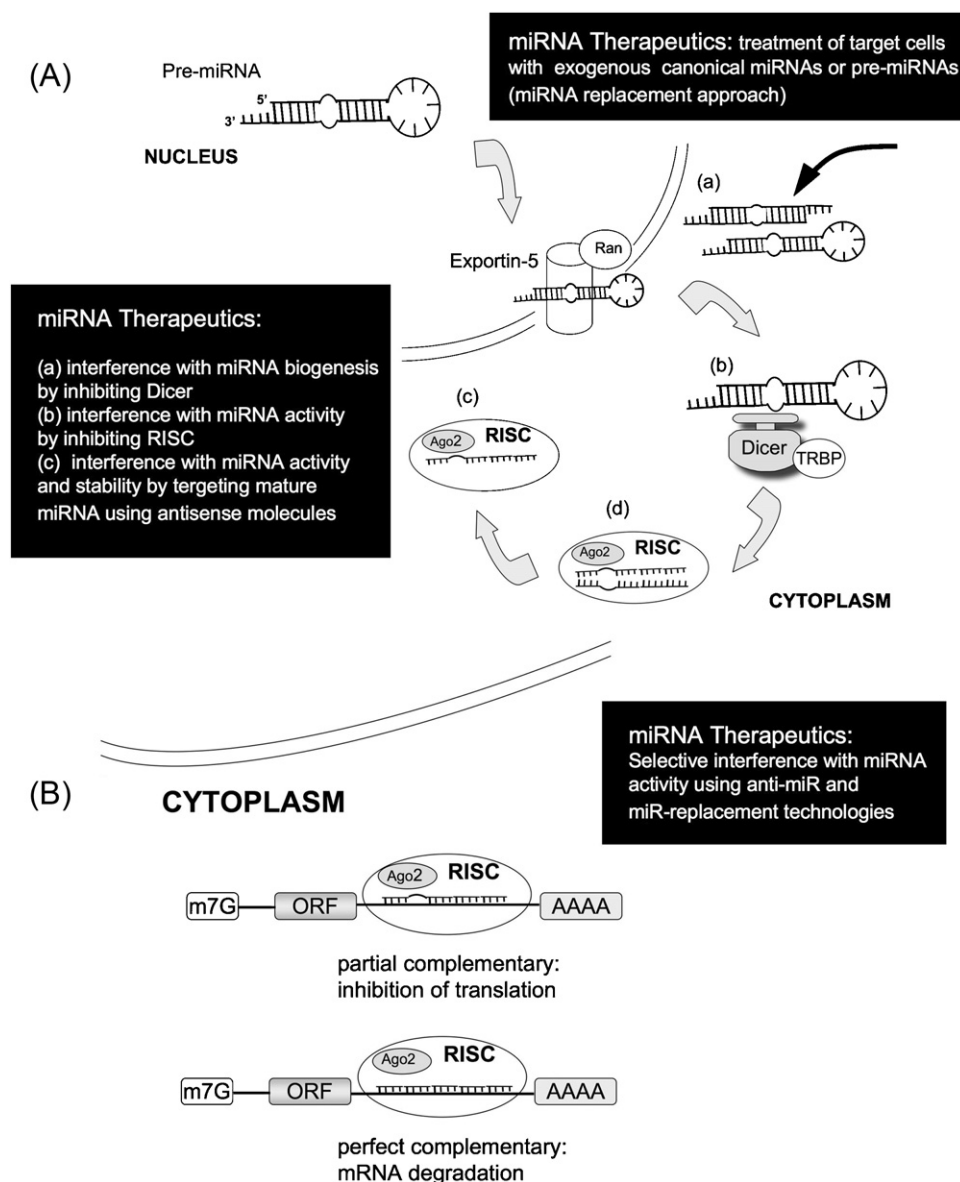 (A)
Pre-miRNA
5'
3'
NUCLEUS
miRNA Therapeutics: treatment of target cells
with exogenous canonical miRNAs or pre-miRNAs
(miRNA replacement approach)
(a)
Exportin-5
Ran
miRNA Therapeutics:
(a) interference with miRNA biogenesis
by inhibiting Dicer
(b) interference with miRNA activity
by inhibiting RISC
(c) interference with miRNA activity
and stability by tergeting mature
miRNA using antisense molecules
(b)
Dicer
TRBP
(c)
Ago2 RISC
(d)
Ago2 RISC
CYTOPLASM
miRNA Therapeutics:
Selective interference with miRNA
activity using anti-miR and
miR-replacement technologies
(B)
CYTOPLASM
Ago2 RISC
m7G ORF AAAA
partial complementary:
inhibition of translation
Ago2 RISC
m7G ORF AAAA
perfect complementary:
mRNA degradation